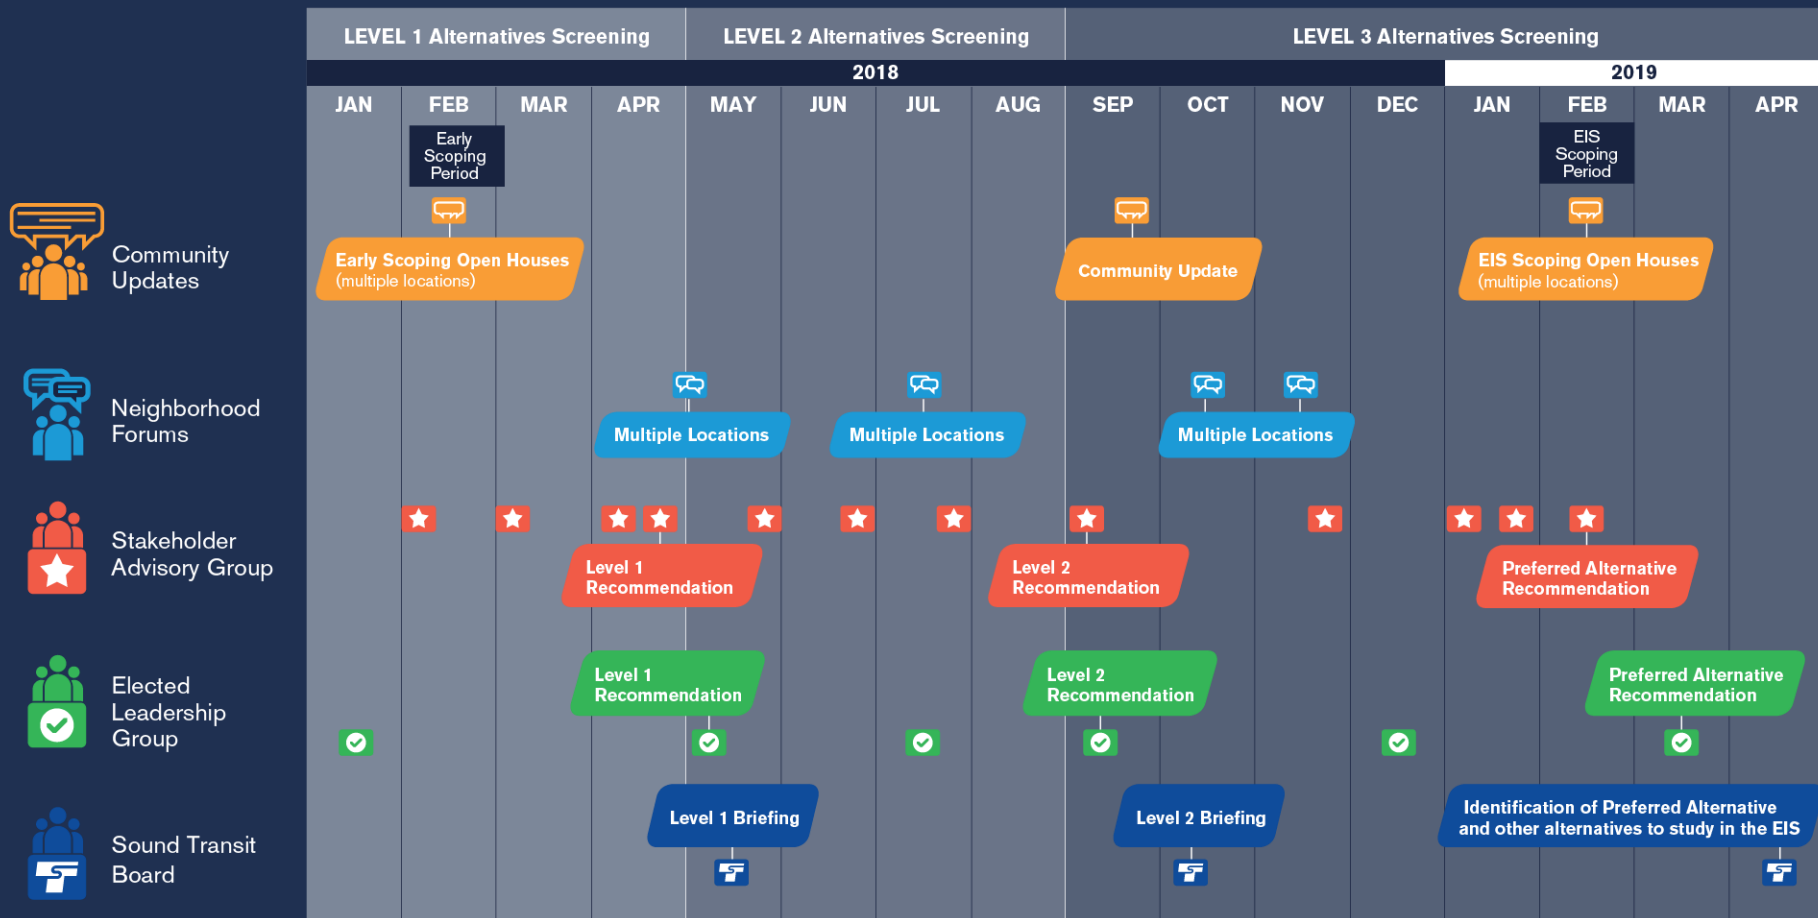 LEVEL 1 Alternatives Screening
LEVEL 2 Alternatives Screening
LEVEL 3 Alternatives Screening
2018
2019
JAN
FEB
MAR
APR
MAY
JUN
JUL
AUG
SEP
OCT
NOV
DEC
JAN
FEB
MAR
APR
Early
Scoping
Period
EIS
Scoping
Period
Community
Updates
Early Scoping Open Houses
(multiple locations)
Community Update
EIS Scoping Open Houses
(multiple locations)
Neighborhood
Forums
Multiple Locations
Multiple Locations
Multiple Locations
Stakeholder
Advisory Group
Level 1
Recommendation
Level 2
Recommendation
Preferred Alternative
Recommendation
Elected
Leadership
Group
Level 1
Recommendation
Level 2
Recommendation
Preferred Alternative
Recommendation
Sound Transit
Board
Level 1 Briefing
Level 2 Briefing
Identification of Preferred Alternative
and other alternatives to study in the EIS